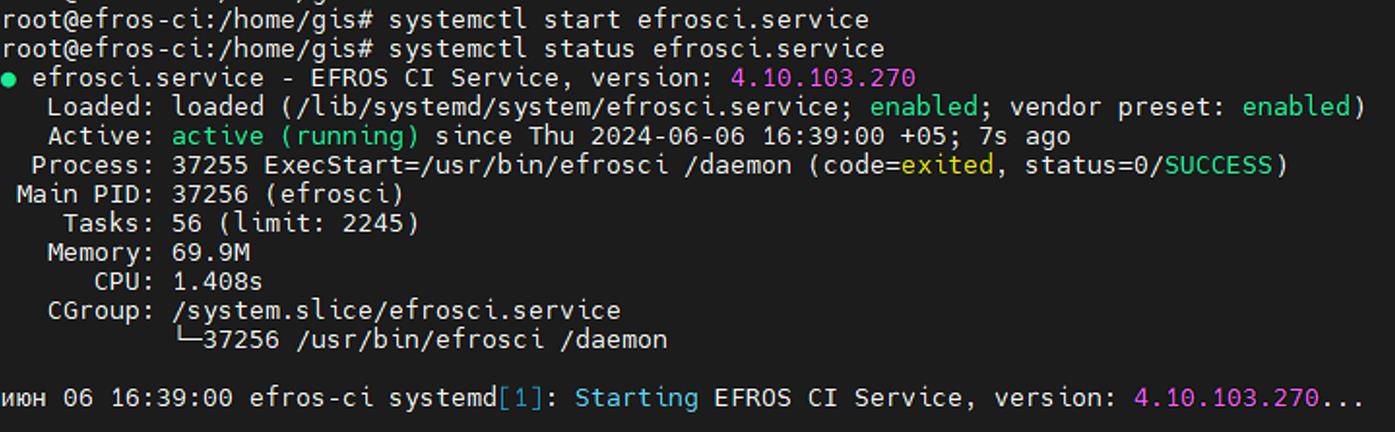 root@efros-ci:/home/gis# systemctl start efrosci.service
root@efros-ci:/home/gis# systemctl status efrosci.service
● efrosci.service - EFROS CI Service, version: 4.10.103.270
Loaded: loaded (/lib/systemd/system/efrosci.service; enabled; vendor preset: enabled)
Active: active (running) since Thu 2024-06-06 16:39:00 +05; 7s ago
Process: 37255 ExecStart=/usr/bin/efrosci /daemon (code=exited, status=0/SUCCESS)
Main PID: 37256 (efrosci)
Tasks: 56 (limit: 2245)
Memory: 69.9M
CPU: 1.408s
CGroup: /system.slice/efrosci.service
└─37256 /usr/bin/efrosci /daemon
июн 06 16:39:00 efros-ci systemd[1]: Starting EFROS CI Service, version: 4.10.103.270...